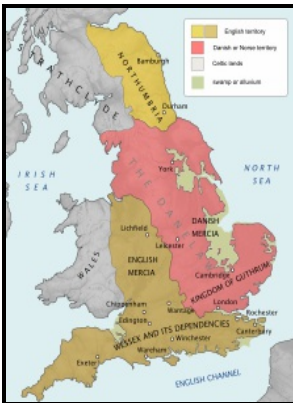 English territory
Danish or Norse territory
Celtic lands
swamp or alluvium
STRATHCLYDE
Bamburgh
NORTHUMBRIA
Durham
IRISH
SEA
NORTH
SEA
York
THE DANELAW
DANISH
MERCIA
Lichfield
Leicester
ENGLISH
MERCIA
WALES
Cambridge
KINGDOM OF GUTHRUM
London
Chippenham
Wantage
Rochester
Edington
WESSEX AND ITS DEPENDENCIES
Canterbury
Winchester
Wareham
Exeter
ENGLISH CHANNEL